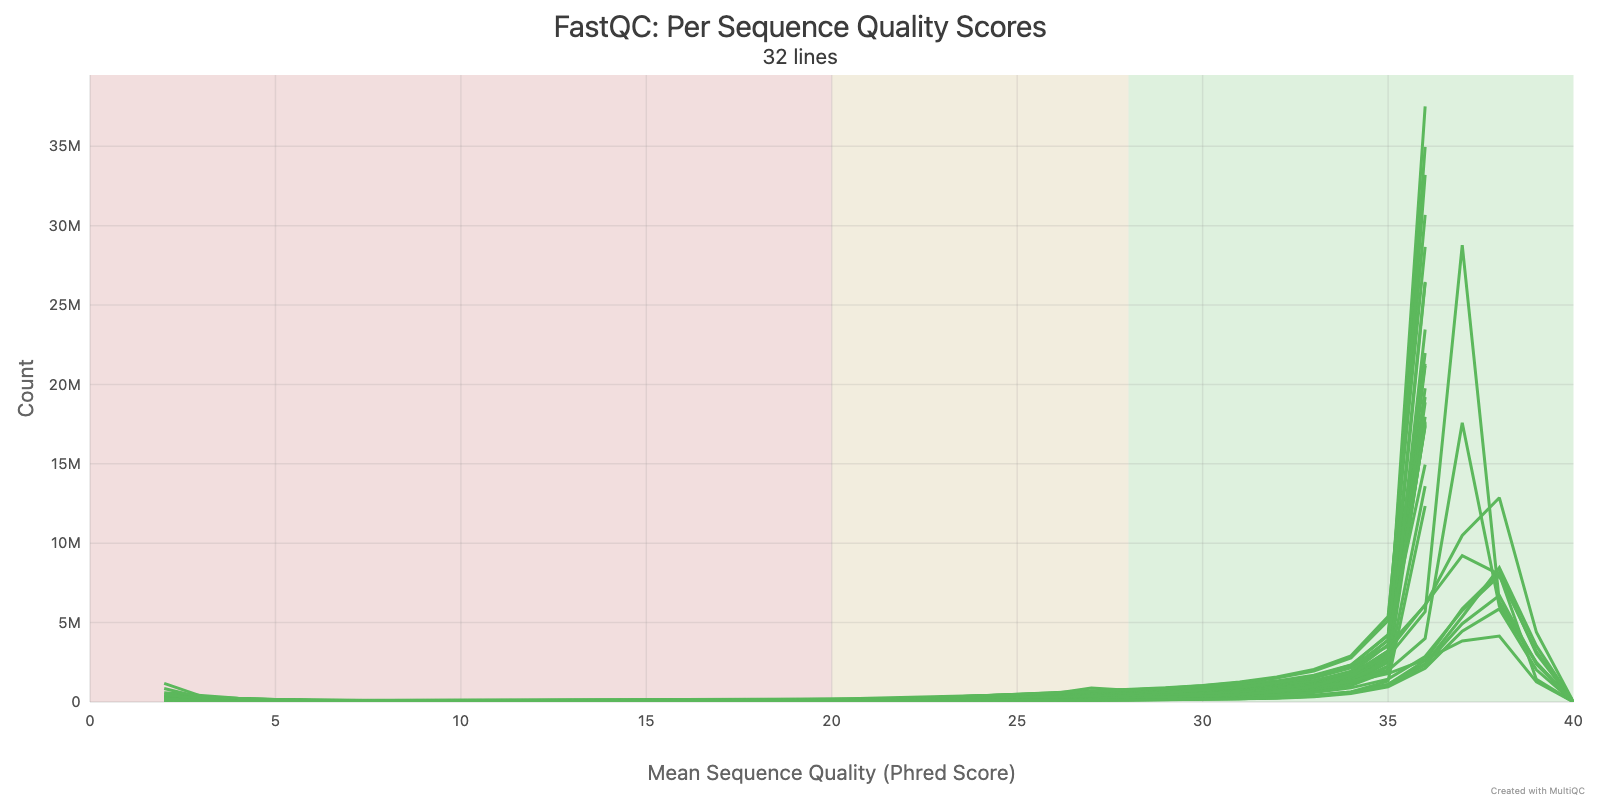 FastQC: Per Sequence Quality Scores
32 lines
35M
30M
25M
20M
15M
10M
5M
0
Count
0 5 10 15 20 25 30 35 40
Mean Sequence Quality (Phred Score)
Created with MultiQC